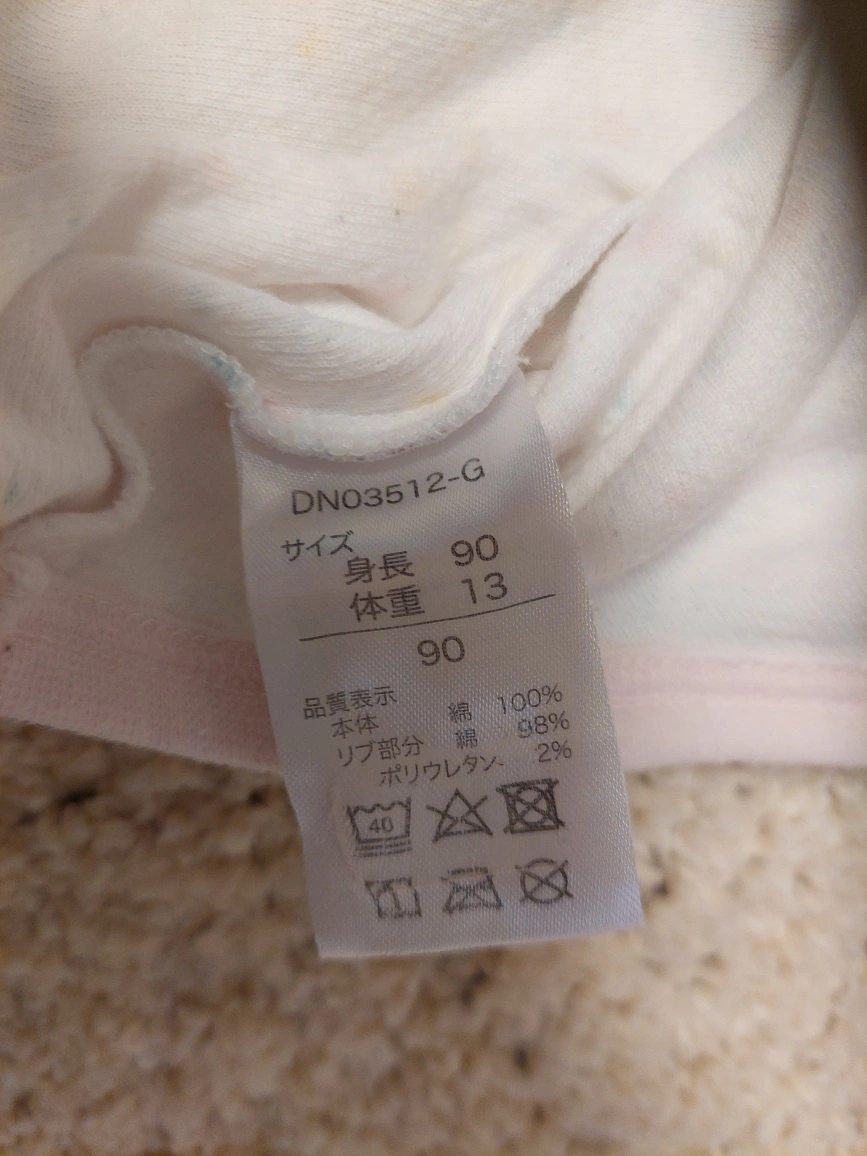 DN03512-G
サイズ
身長 90
体重 13
90
品質表示
本体 綿 100%
リブ部分 綿 98%
ポリウレタン 2%
40